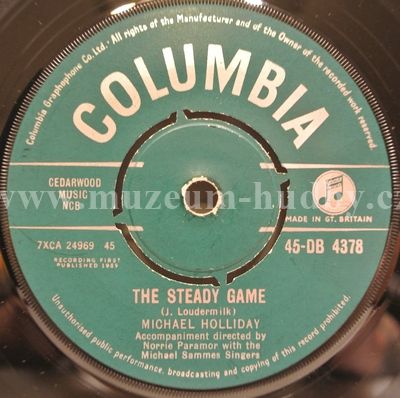 Columbia Graphophone Co. Ltd. All rights of the Manufacturer and of the Owner of the recorded work reserved.
COLUMBIA
CEDARWOOD
MUSIC
NCB
MADE IN GT. BRITAIN
7XCA 24969 45
45-DB 4378
RECORDING FIRST
PUBLISHED 1959
www.muzeum-hudby.cz
THE STEADY GAME
(J. Loudermilk)
MICHAEL HOLLIDAY
Accompaniment directed by
Norrie Paramor with the
Michael Sammes Singers
Unauthorised public performance, broadcasting and copying of this record prohibited.